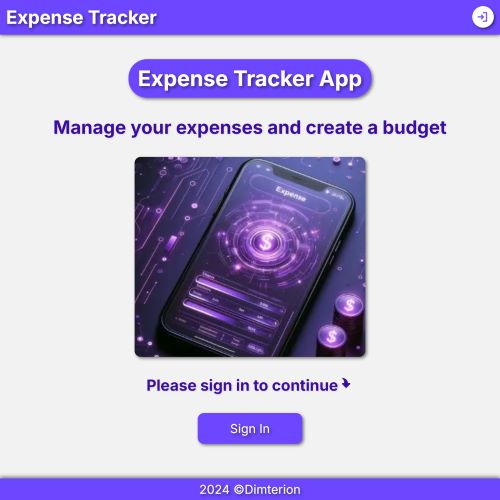 Expense Tracker
Expense Tracker App
Manage your expenses and create a budget
Expense
Please sign in to continue
Sign In
2024 ©Dimterion